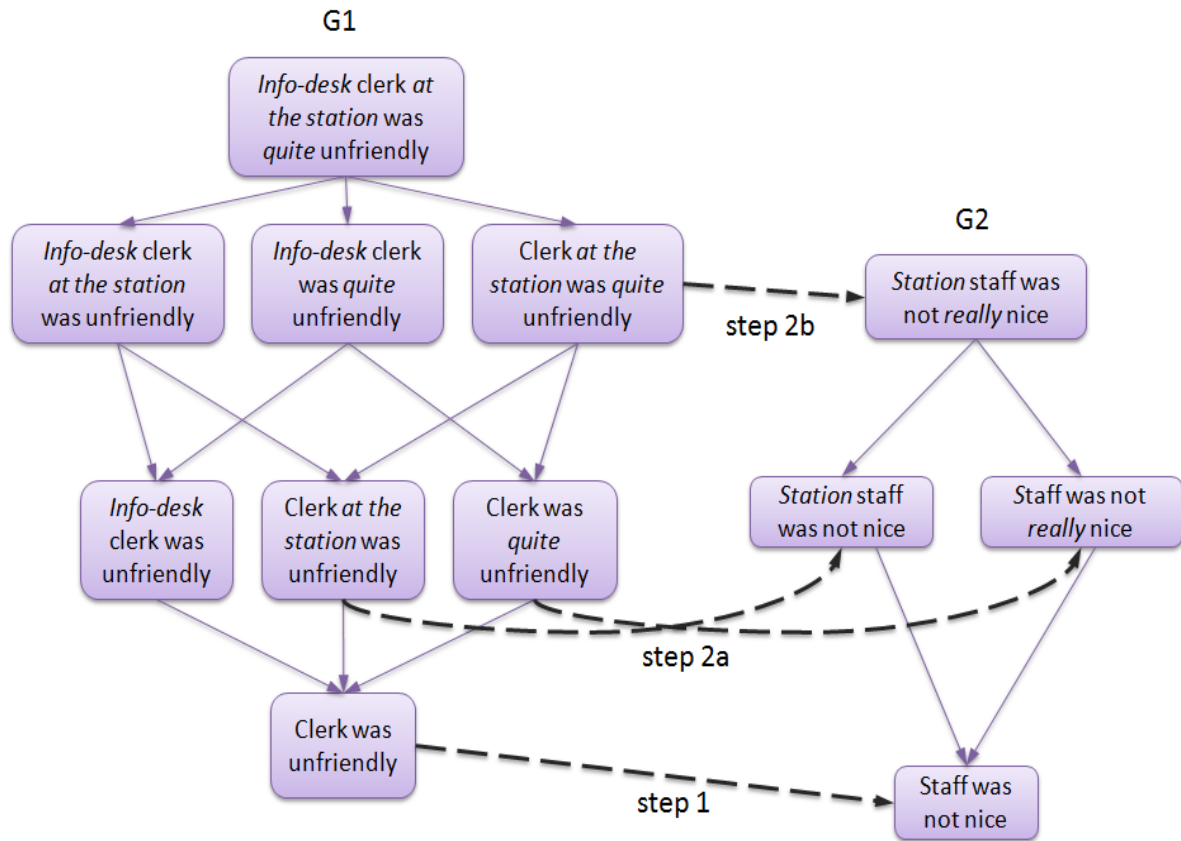 G1
Info-desk clerk at
the station was
quite unfriendly
G2
Info-desk clerk
at the station
was unfriendly
Info-desk clerk
was quite
unfriendly
Clerk at the
station was quite
unfriendly
step 2b
Station staff was
not really nice
Info-desk
clerk was
unfriendly
Clerk at the
station was
unfriendly
Clerk was
quite
unfriendly
Station staff
was not nice
Staff was not
really nice
step 2a
Clerk was
unfriendly
step 1
Staff was
not nice